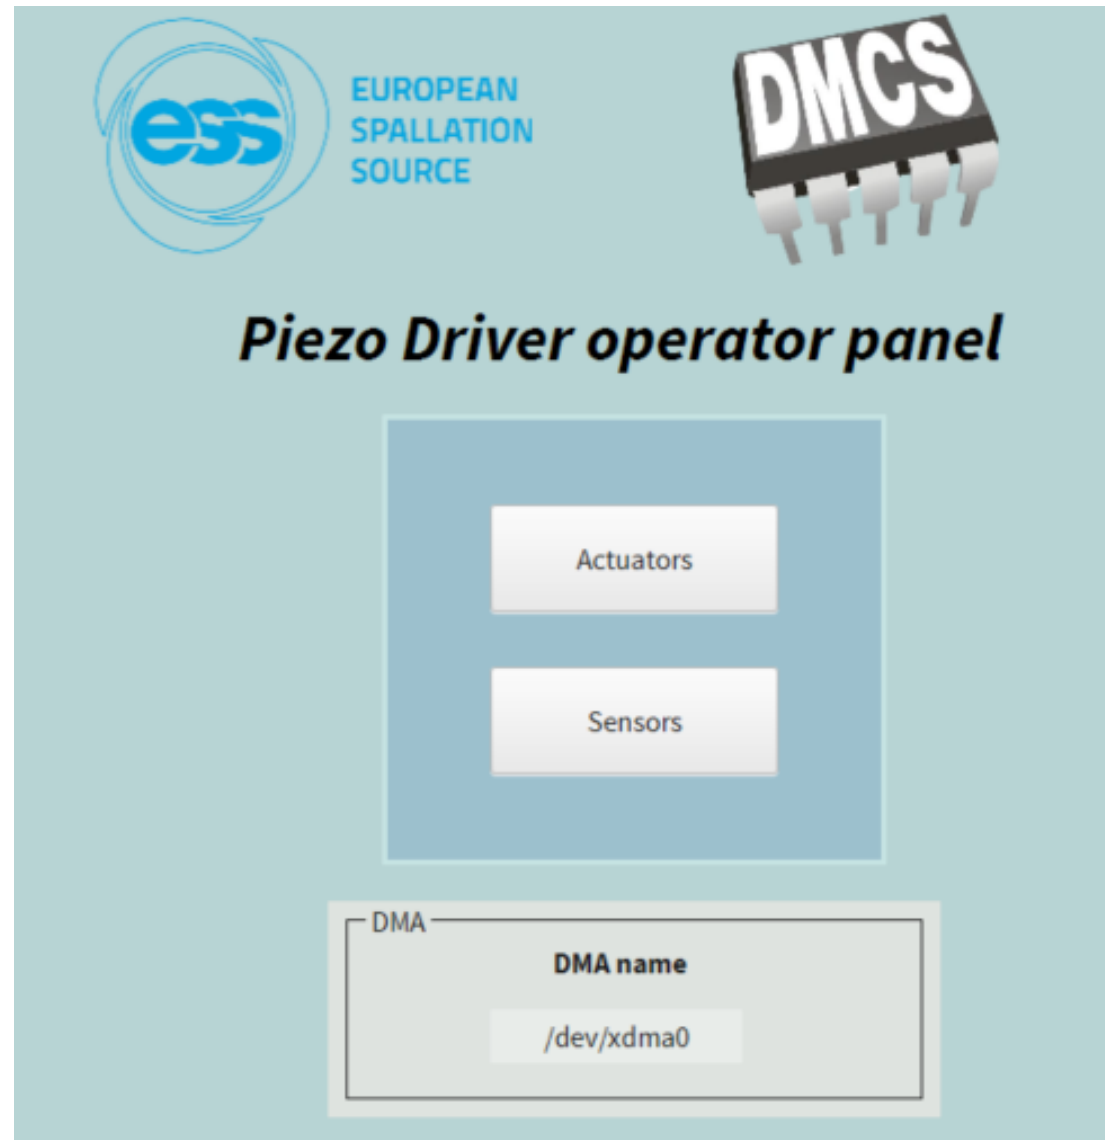 ess
EUROPEAN
SPALLATION
SOURCE
DMCS
Piezo Driver operator panel
Actuators
Sensors
DMA
DMA name
/dev/xdma0